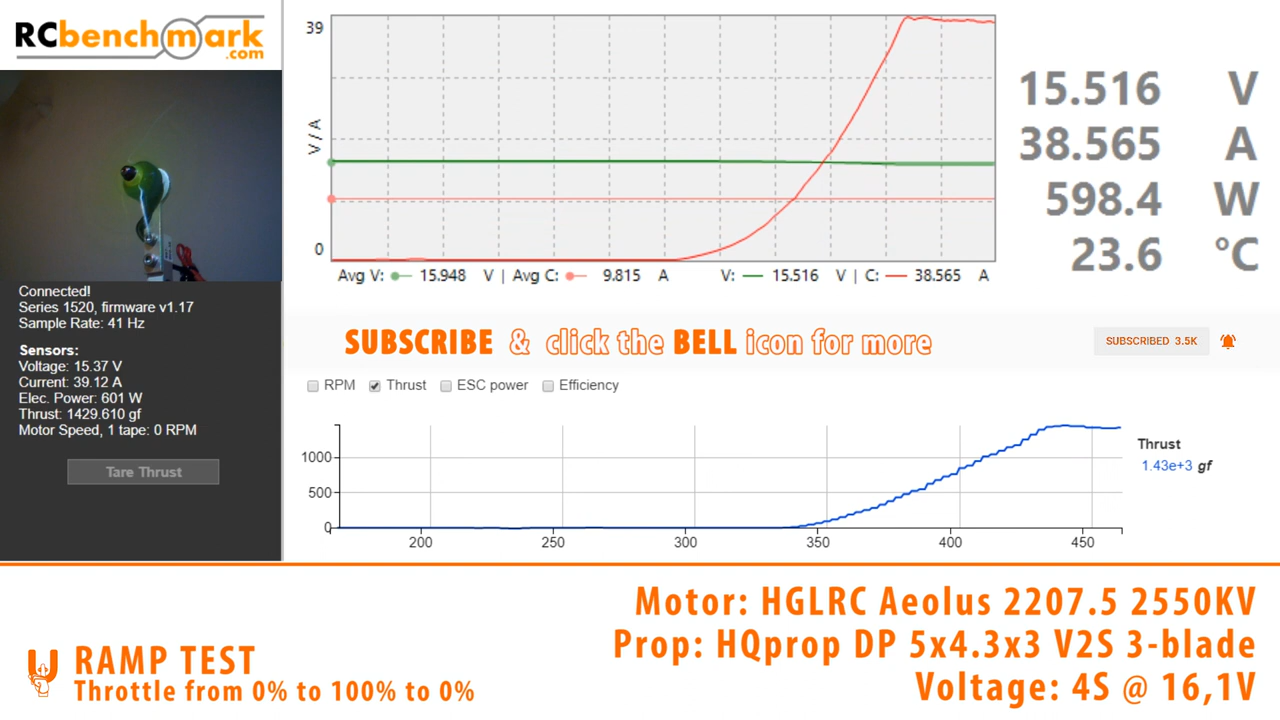 RCbenchmark
.com
Connected!
Series 1520, firmware v1.17
Sample Rate: 41 Hz
Sensors:
Voltage: 15.37 V
Current: 39.12 A
Elec. Power: 601 W
Thrust: 1429.610 gf
Motor Speed, 1 tape: 0 RPM
Tare Thrust
39
V / A
0
Avg V: 15.948 V | Avg C: 9.815 A V: 15.516 V | C: 38.565 A
15.516 V
38.565 A
598.4 W
23.6 °C
SUBSCRIBE & click the BELL icon for more
SUBSCRIBED 3.5K
RPM Thrust ESC power Efficiency
1000
500
0
200 250 300 350 400 450
Thrust
1.43e+3 gf
RAMP TEST
Throttle from 0% to 100% to 0%
Motor: HGLRC Aeolus 2207.5 2550KV
Prop: HQprop DP 5x4.3x3 V2S 3-blade
Voltage: 4S @ 16,1V